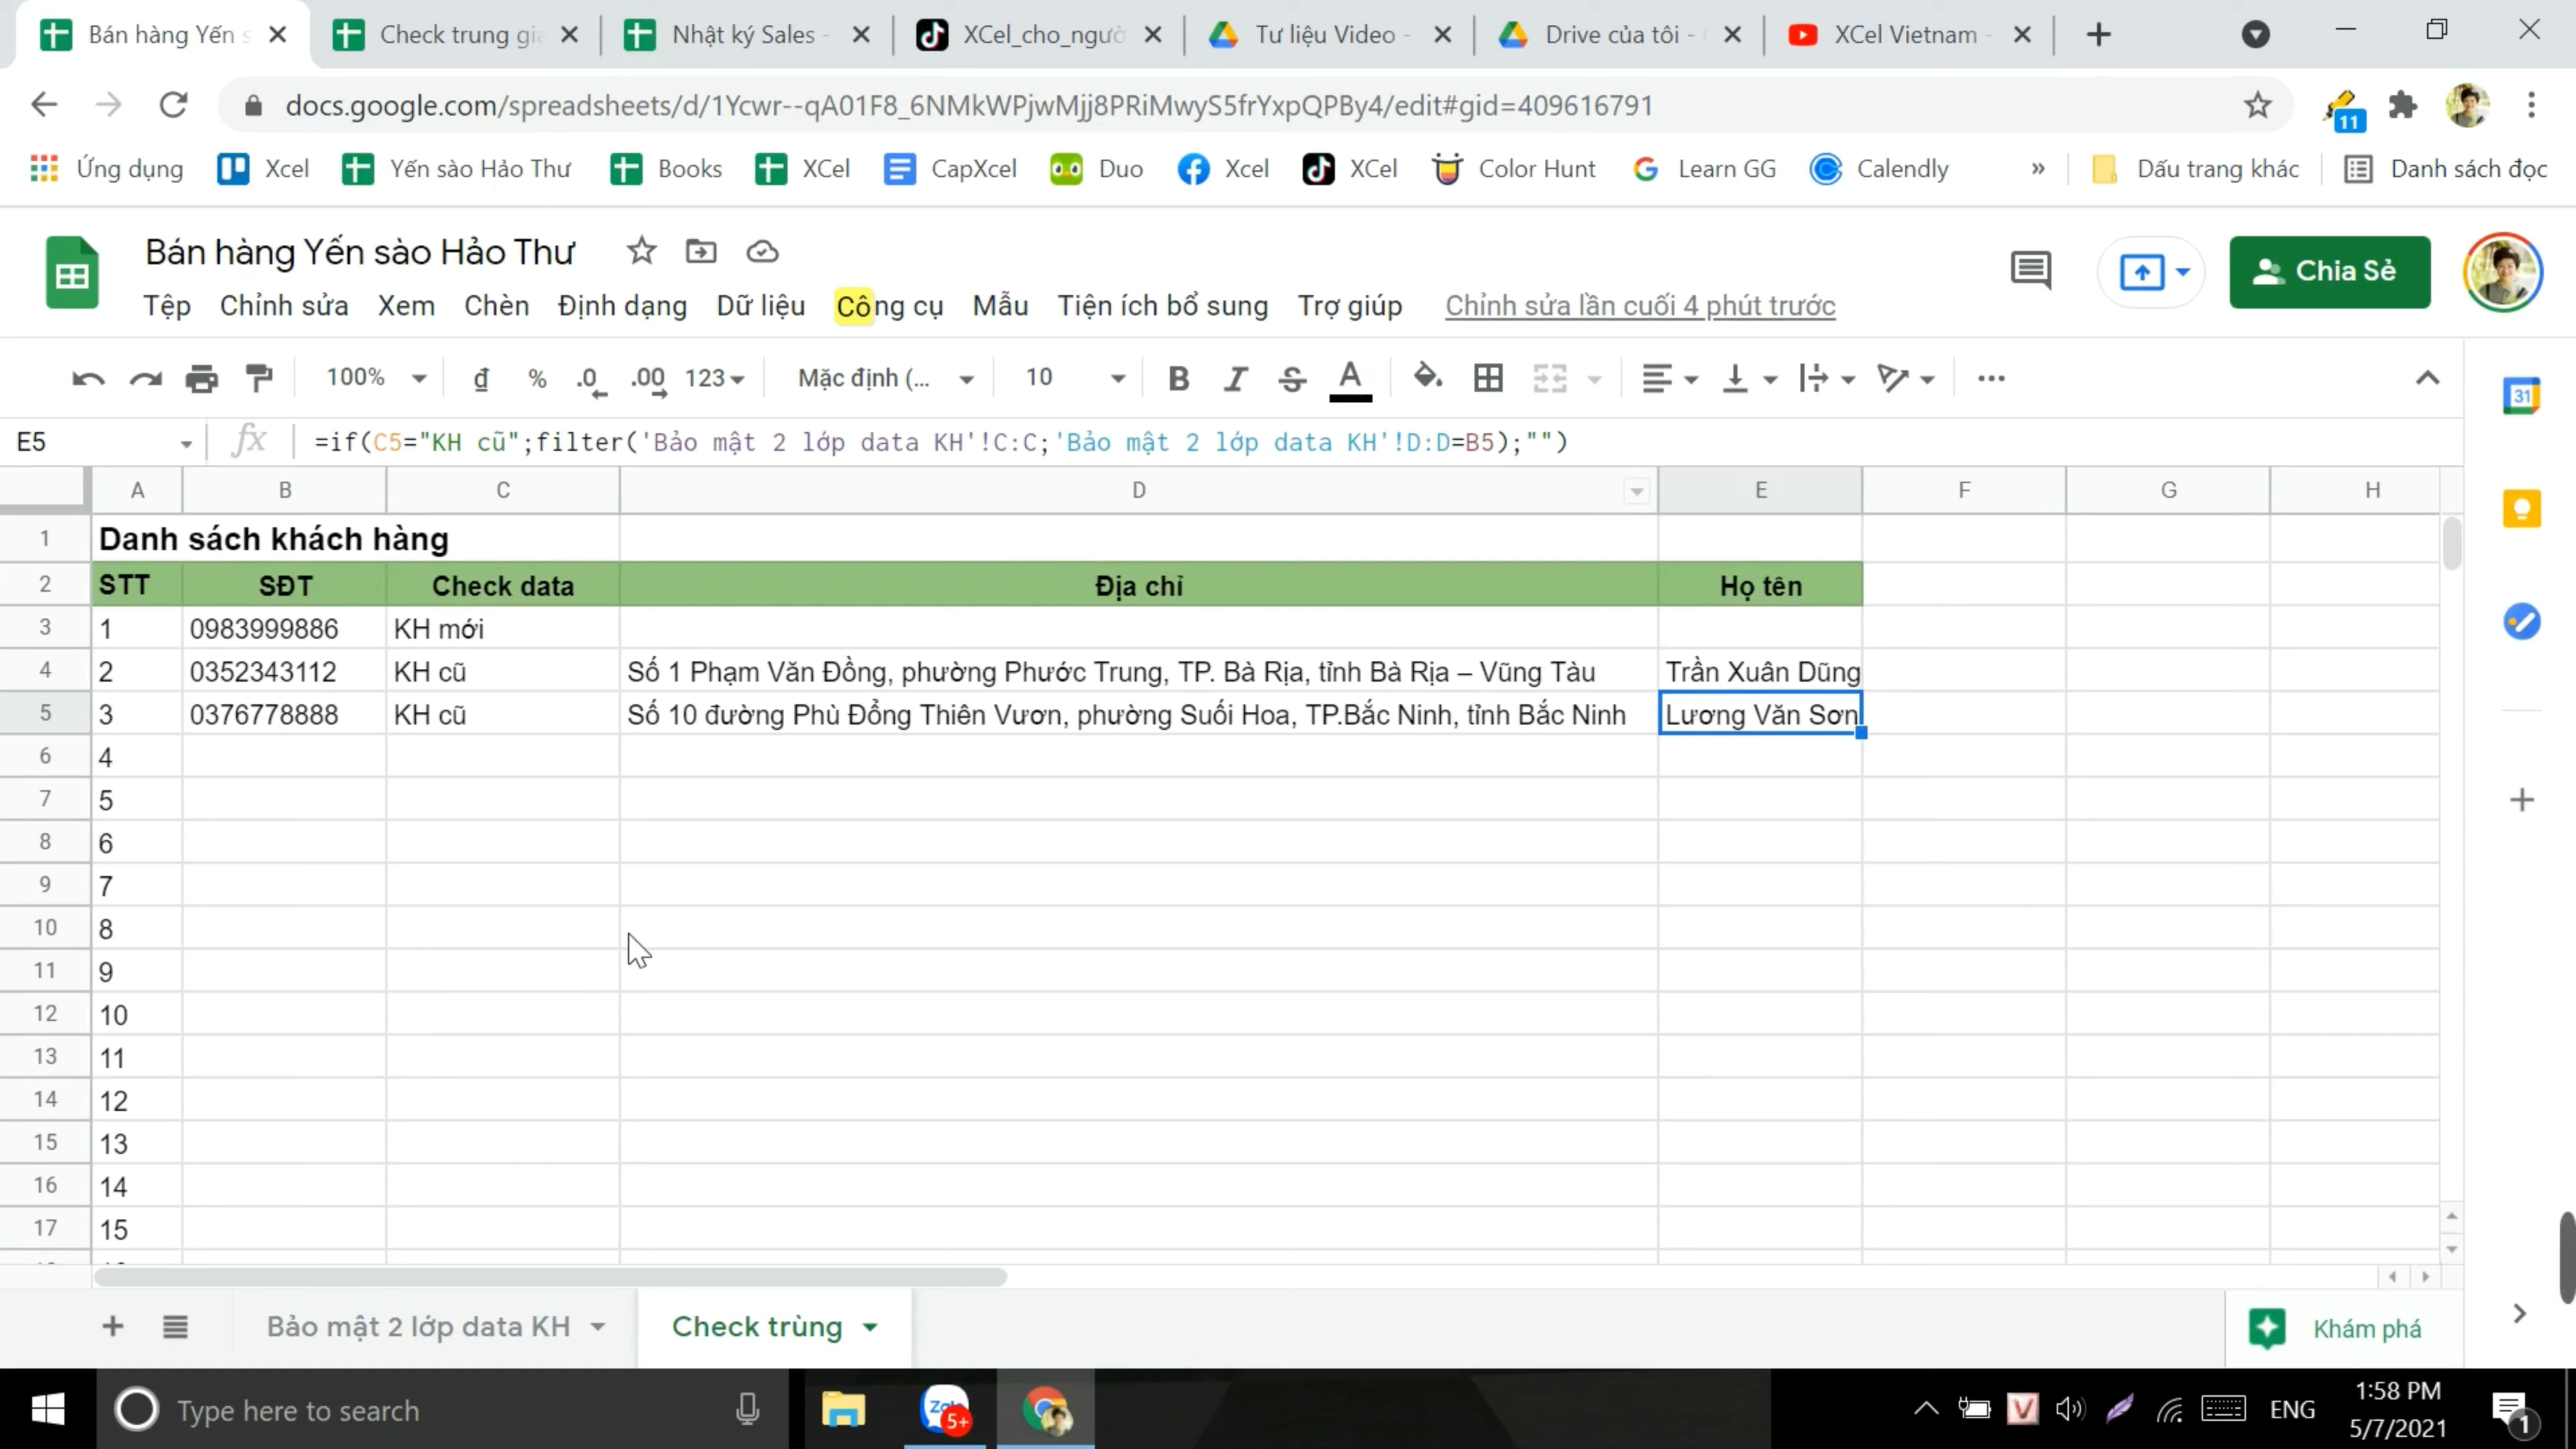 Bán hàng Yến s
Check trung gia
Nhật ký Sales -
XCel_cho_ngườ
Tư liệu Video -
Drive của tôi -
XCel Vietnam -
docs.google.com/spreadsheets/d/1Ycwr--qA01F8_6NMkWPjwMjj8PRiMwyS5frYxpQPBy4/edit#gid=409616791
11
Ứng dụng
Xcel
Yến sào Hảo Thư
Books
XCel
CapXcel
Duo
Xcel
XCel
Color Hunt
Learn GG
Calendly
»
Dấu trang khác
Danh sách đọc
Bán hàng Yến sào Hảo Thư
Chia Sẻ
Tệp Chỉnh sửa Xem Chèn Định dạng Dữ liệu Công cụ Mẫu Tiện ích bổ sung Trợ giúp Chỉnh sửa lần cuối 4 phút trước
100% đ % .0 .00 123 Mặc định (... 10 B I S A
31
E5 fx =if(C5="KH cũ";filter('Bảo mật 2 lớp data KH'!C:C;'Bảo mật 2 lớp data KH'!D:D=B5);"")
A B C D E F G H
1 Danh sách khách hàng
2 STT SĐT Check data Địa chỉ Họ tên
3 1 0983999886 KH mới
4 2 0352343112 KH cũ Số 1 Phạm Văn Đồng, phường Phước Trung, TP. Bà Rịa, tỉnh Bà Rịa – Vũng Tàu Trần Xuân Dũng
5 3 0376778888 KH cũ Số 10 đường Phù Đổng Thiên Vươn, phường Suối Hoa, TP.Bắc Ninh, tỉnh Bắc Ninh Lương Văn Sơn
6 4
7 5
8 6
9 7
10 8
11 9
12 10
13 11
14 12
15 13
16 14
17 15
Bảo mật 2 lớp data KH
Check trùng
Khám phá
Type here to search
Zalo
5+
V
ENG
1:58 PM
5/7/2021
1